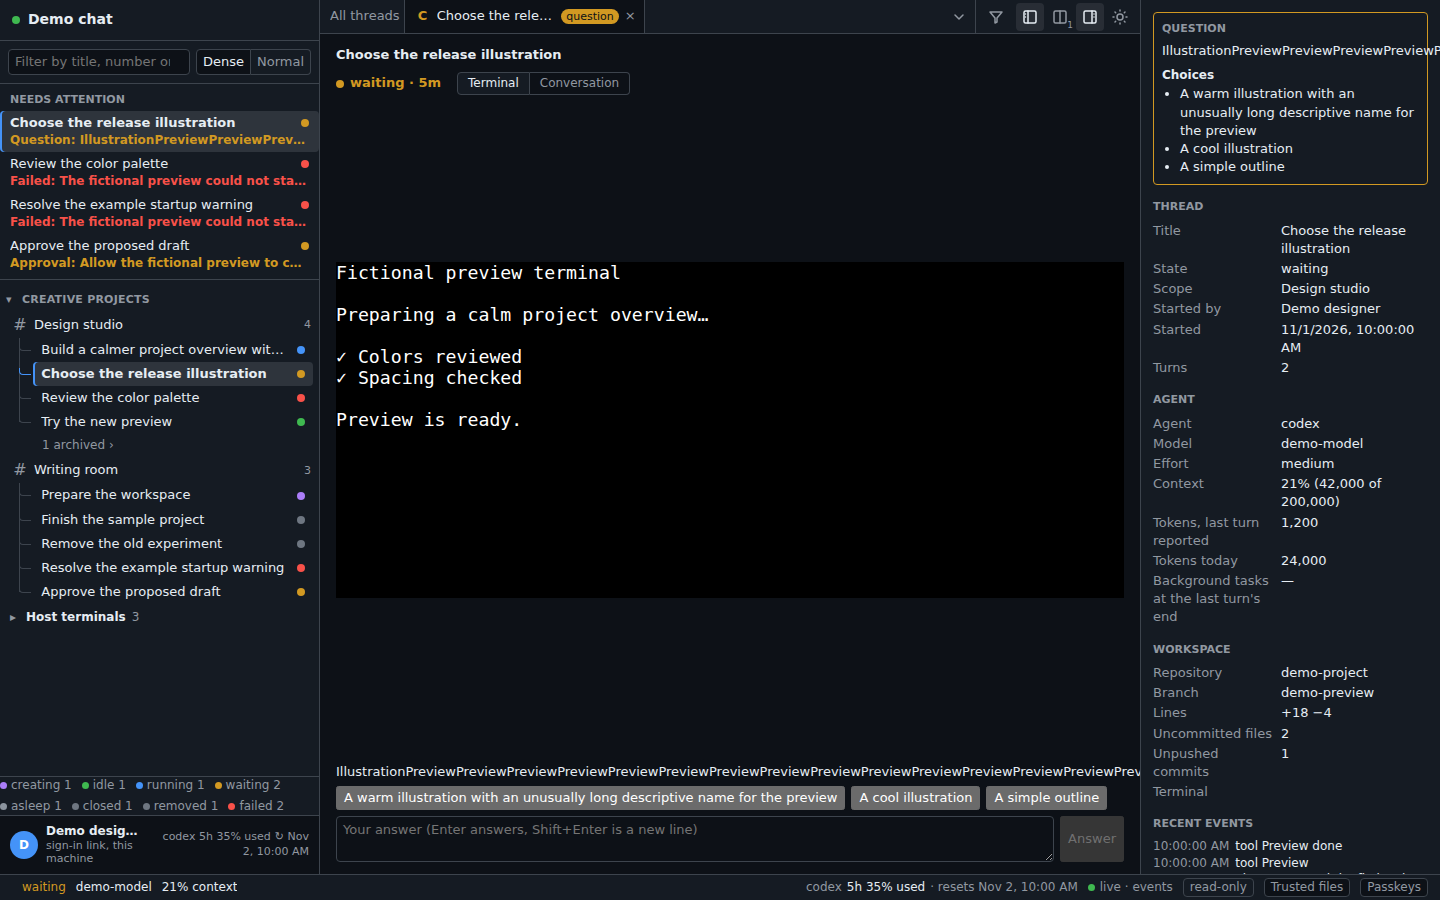 Demo chat
Filter by title, number or
Dense Normal
NEEDS ATTENTION
Choose the release illustration
Question: IllustrationPreviewPreviewPrev…
Review the color palette
Failed: The fictional preview could not sta…
Resolve the example startup warning
Failed: The fictional preview could not sta…
Approve the proposed draft
Approval: Allow the fictional preview to c…
CREATIVE PROJECTS
# Design studio 4
Build a calmer project overview wit…
Choose the release illustration
Review the color palette
Try the new preview
1 archived ›
# Writing room 3
Prepare the workspace
Finish the sample project
Remove the old experiment
Resolve the example startup warning
Approve the proposed draft
Host terminals 3
creating 1 idle 1 running 1 waiting 2
asleep 1 closed 1 removed 1 failed 2
D
Demo desig…
sign-in link, this machine
codex 5h 35% used ↻ Nov 2, 10:00 AM
All threads
C Choose the rele… question ×
1
Choose the release illustration
waiting · 5m
Terminal Conversation
Fictional preview terminal
Preparing a calm project overview…
✓ Colors reviewed
✓ Spacing checked
Preview is ready.
IllustrationPreviewPreviewPreviewPreviewPreviewPreviewPreviewPreviewPreviewPreviewPreviewPreviewPreviewPreviewPreviewPrev
A warm illustration with an unusually long descriptive name for the preview
A cool illustration
A simple outline
Your answer (Enter answers, Shift+Enter is a new line)
Answer
QUESTION
IllustrationPreviewPreviewPreviewPreviewP
Choices
• A warm illustration with an
unusually long descriptive name for
the preview
• A cool illustration
• A simple outline
THREAD
Title Choose the release
illustration
State waiting
Scope Design studio
Started by Demo designer
Started 11/1/2026, 10:00:00
AM
Turns 2
AGENT
Agent codex
Model demo-model
Effort medium
Context 21% (42,000 of
200,000)
Tokens, last turn reported 1,200
Tokens today 24,000
Background tasks at the last turn's end —
WORKSPACE
Repository demo-project
Branch demo-preview
Lines +18 −4
Uncommitted files 2
Unpushed commits 1
Terminal
RECENT EVENTS
10:00:00 AM tool Preview done
10:00:00 AM tool Preview
waiting demo-model 21% context
codex 5h 35% used · resets Nov 2, 10:00 AM
live · events
read-only
Trusted files
Passkeys